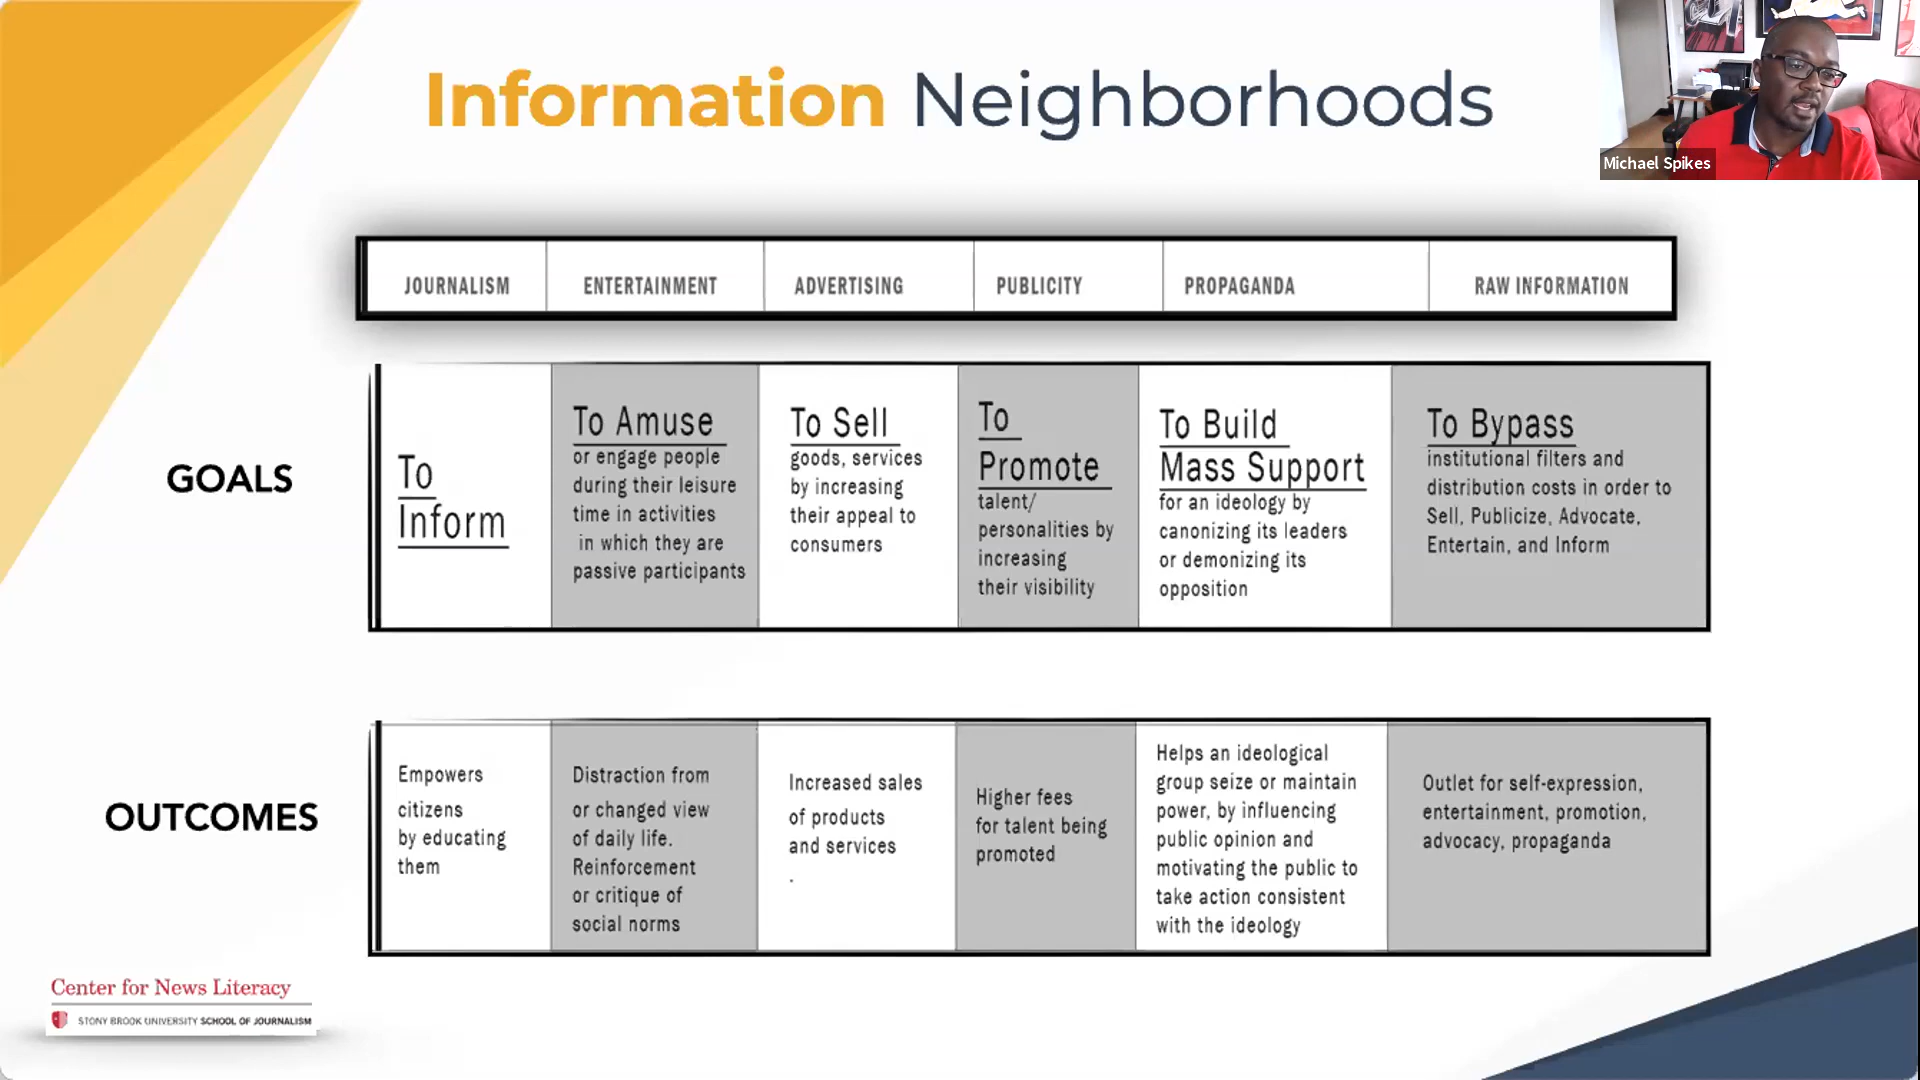 Information Neighborhoods
Michael Spikes
JOURNALISM
ENTERTAINMENT
ADVERTISING
PUBLICITY
PROPAGANDA
RAW INFORMATION
GOALS
To
Inform
To Amuse
or engage people
during their leisure
time in activities
in which they are
passive participants
To Sell
goods, services
by increasing
their appeal to
consumers
To
Promote
talent/
personalities by
increasing
their visibility
To Build
Mass Support
for an ideology by
canonizing its leaders
or demonizing its
opposition
To Bypass
institutional filters and
distribution costs in order to
Sell, Publicize, Advocate,
Entertain, and Inform
OUTCOMES
Empowers
citizens
by educating
them
Distraction from
or changed view
of daily life.
Reinforcement
or critique of
social norms
Increased sales
of products
and services
.
Higher fees
for talent being
promoted
Helps an ideological
group seize or maintain
power, by influencing
public opinion and
motivating the public to
take action consistent
with the ideology
Outlet for self-expression,
entertainment, promotion,
advocacy, propaganda
Center for News Literacy
STONY BROOK UNIVERSITY SCHOOL OF JOURNALISM